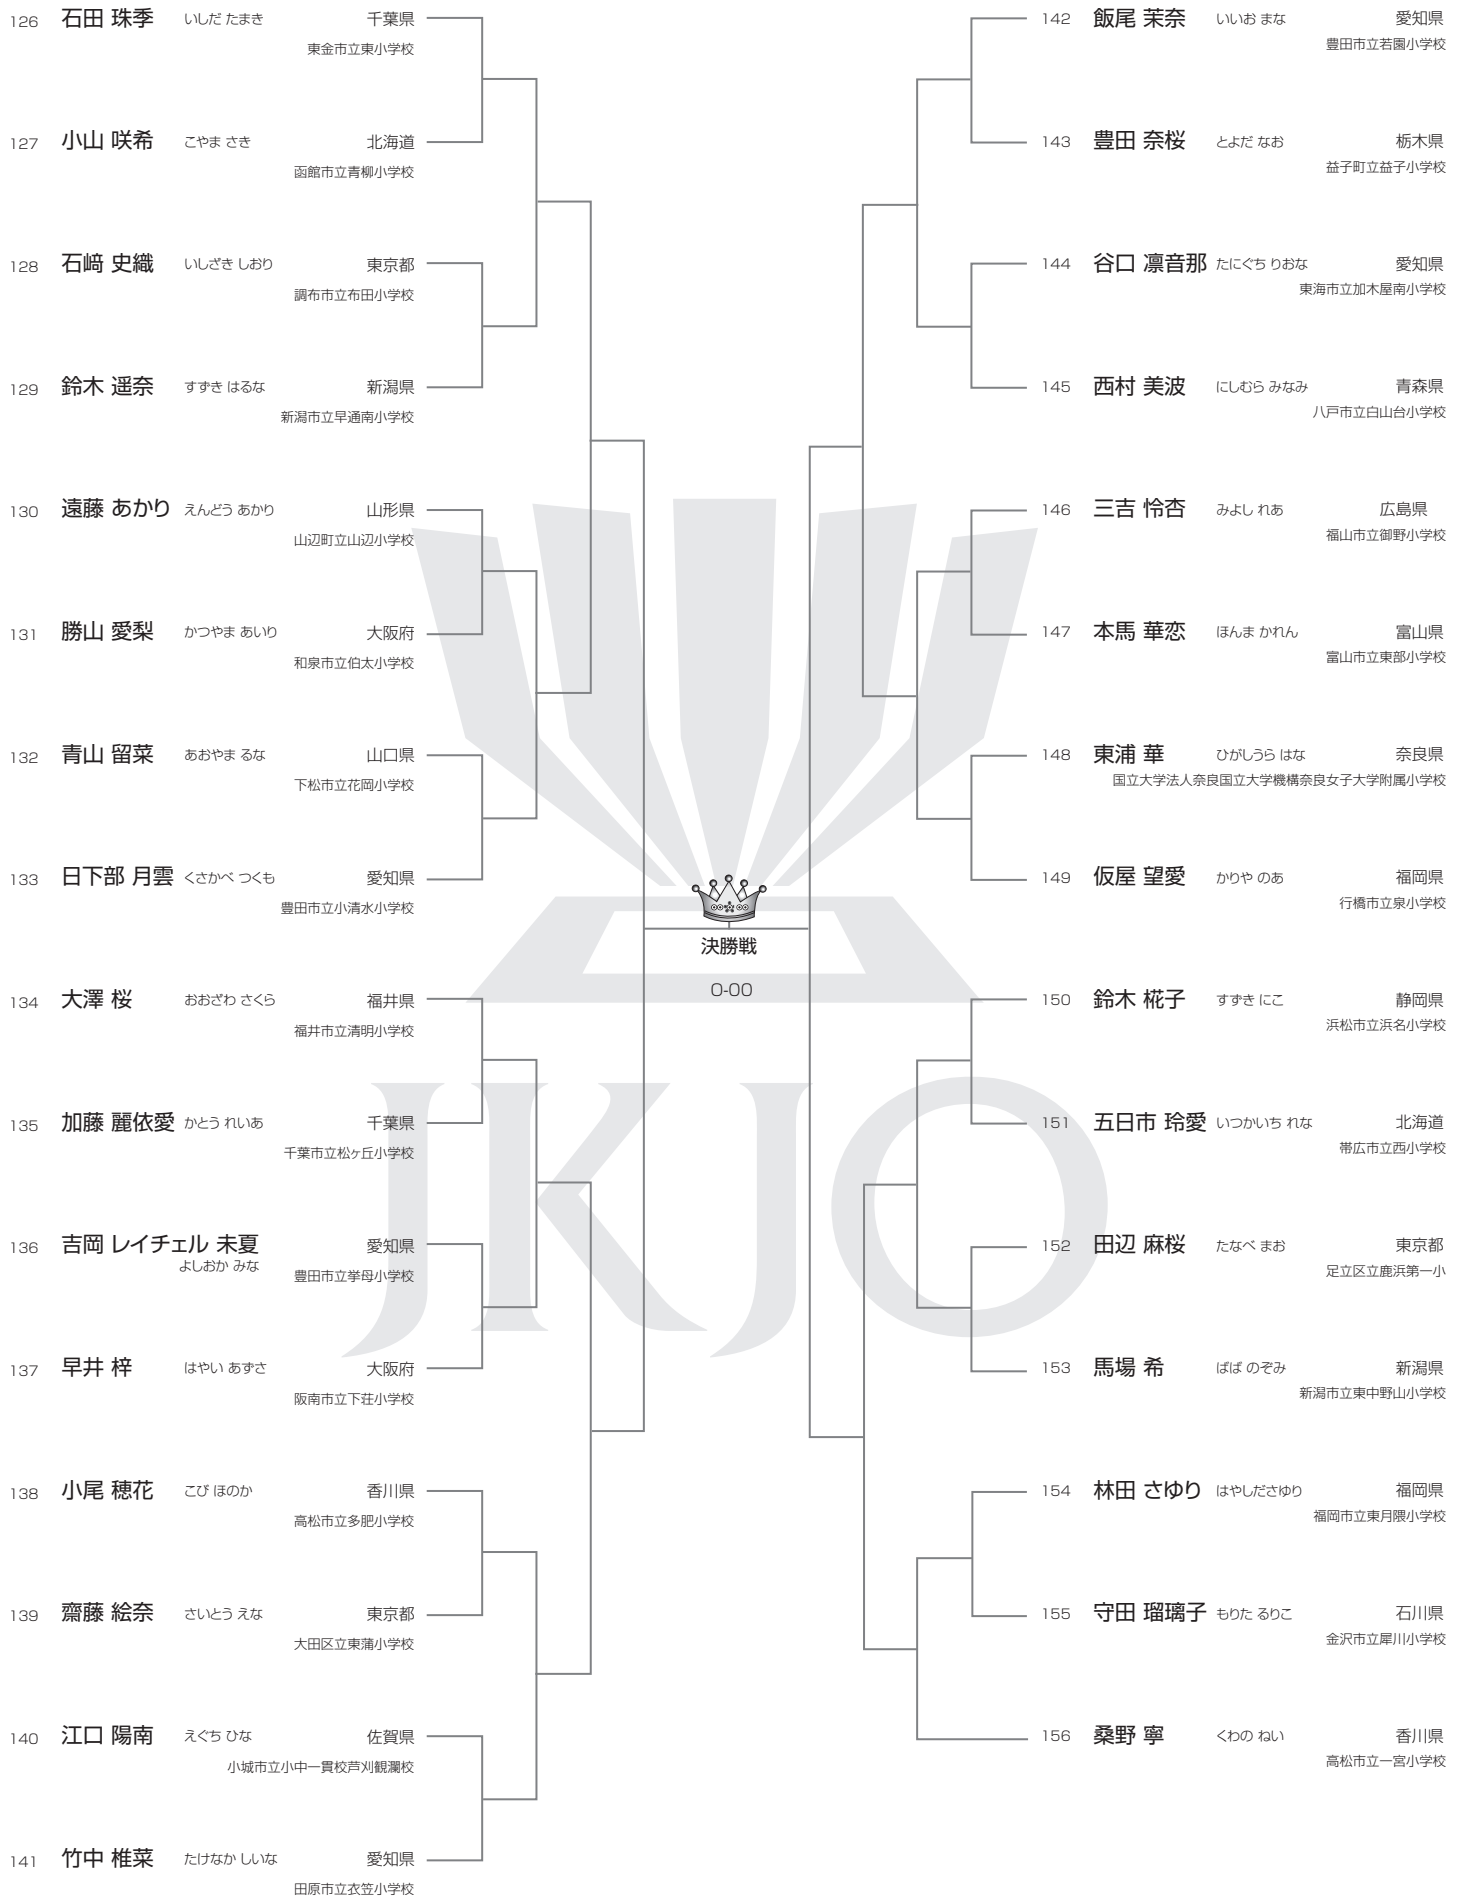 126 石田 珠季 いしだ たまき 千葉県
東金市立東小学校
127 小山 咲希 こやま さき 北海道
函館市立青柳小学校
128 石﨑 史織 いしざき しおり 東京都
調布市立布田小学校
129 鈴木 遥奈 すずき はるな 新潟県
新潟市立早通南小学校
130 遠藤 あかり えんどう あかり 山形県
山辺町立山辺小学校
131 勝山 愛梨 かつやま あいり 大阪府
和泉市立伯太小学校
132 青山 留菜 あおやま るな 山口県
下松市立花岡小学校
133 日下部 月雲 くさかべ つくも 愛知県
豊田市立小清水小学校
134 大澤 桜 おおざわ さくら 福井県
福井市立清明小学校
135 加藤 麗依愛 かとう れいあ 千葉県
千葉市立松ヶ丘小学校
136 吉岡 レイチェル 未夏 愛知県
よしおか みな
豊田市立挙母小学校
137 早井 梓 はやい あずさ 大阪府
阪南市立下荘小学校
138 小尾 穂花 こび ほのか 香川県
高松市立多肥小学校
139 齋藤 絵奈 さいとう えな 東京都
大田区立東蒲小学校
140 江口 陽南 えぐち ひな 佐賀県
小城市立小中一貫校芦刈観瀾校
141 竹中 椎菜 たけなか しいな 愛知県
田原市立衣笠小学校
決勝戦
0-00
JKJO
142 飯尾 茉奈 いいお まな 愛知県
豊田市立若園小学校
143 豊田 奈桜 とよだ なお 栃木県
益子町立益子小学校
144 谷口 凛音那 たにぐち りおな 愛知県
東海市立加木屋南小学校
145 西村 美波 にしむら みなみ 青森県
八戸市立白山台小学校
146 三吉 怜杏 みよし れあ 広島県
福山市立御野小学校
147 本馬 華恋 ほんま かれん 富山県
富山市立東部小学校
148 東浦 華 ひがしうら はな 奈良県
国立大学法人奈良国立大学機構奈良女子大学附属小学校
149 仮屋 望愛 かりや のあ 福岡県
行橋市立泉小学校
150 鈴木 椛子 すずき にこ 静岡県
浜松市立浜名小学校
151 五日市 玲愛 いつかいち れな 北海道
帯広市立西小学校
152 田辺 麻桜 たなべ まお 東京都
足立区立鹿浜第一小
153 馬場 希 ばば のぞみ 新潟県
新潟市立東中野山小学校
154 林田 さゆり はやしださゆり 福岡県
福岡市立東月隈小学校
155 守田 瑠璃子 もりた るりこ 石川県
金沢市立犀川小学校
156 桑野 寧 くわの ねい 香川県
高松市立一宮小学校